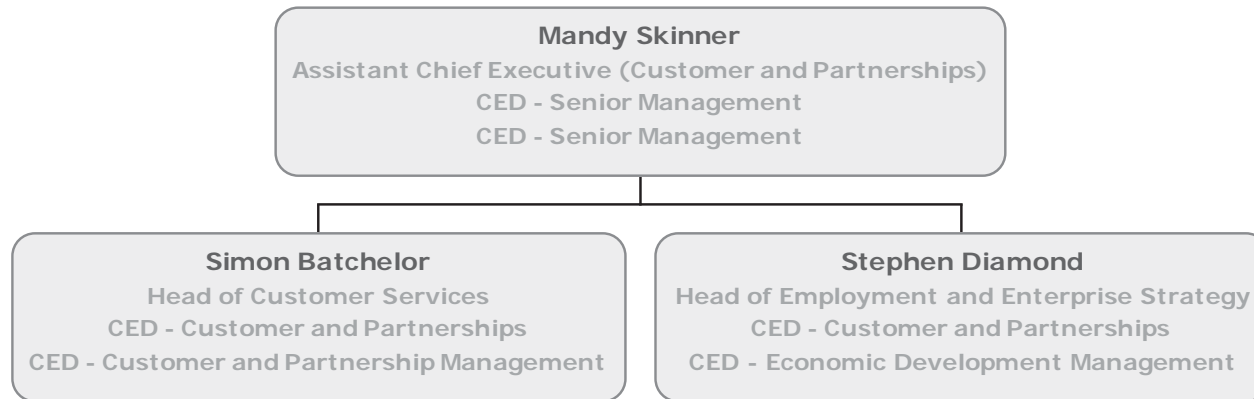 Mandy Skinner
Assistant Chief Executive (Customer and Partnerships)
CED - Senior Management
CED - Senior Management
Simon Batchelor
Head of Customer Services
CED - Customer and Partnerships
CED - Customer and Partnership Management
Stephen Diamond
Head of Employment and Enterprise Strategy
CED - Customer and Partnerships
CED - Economic Development Management